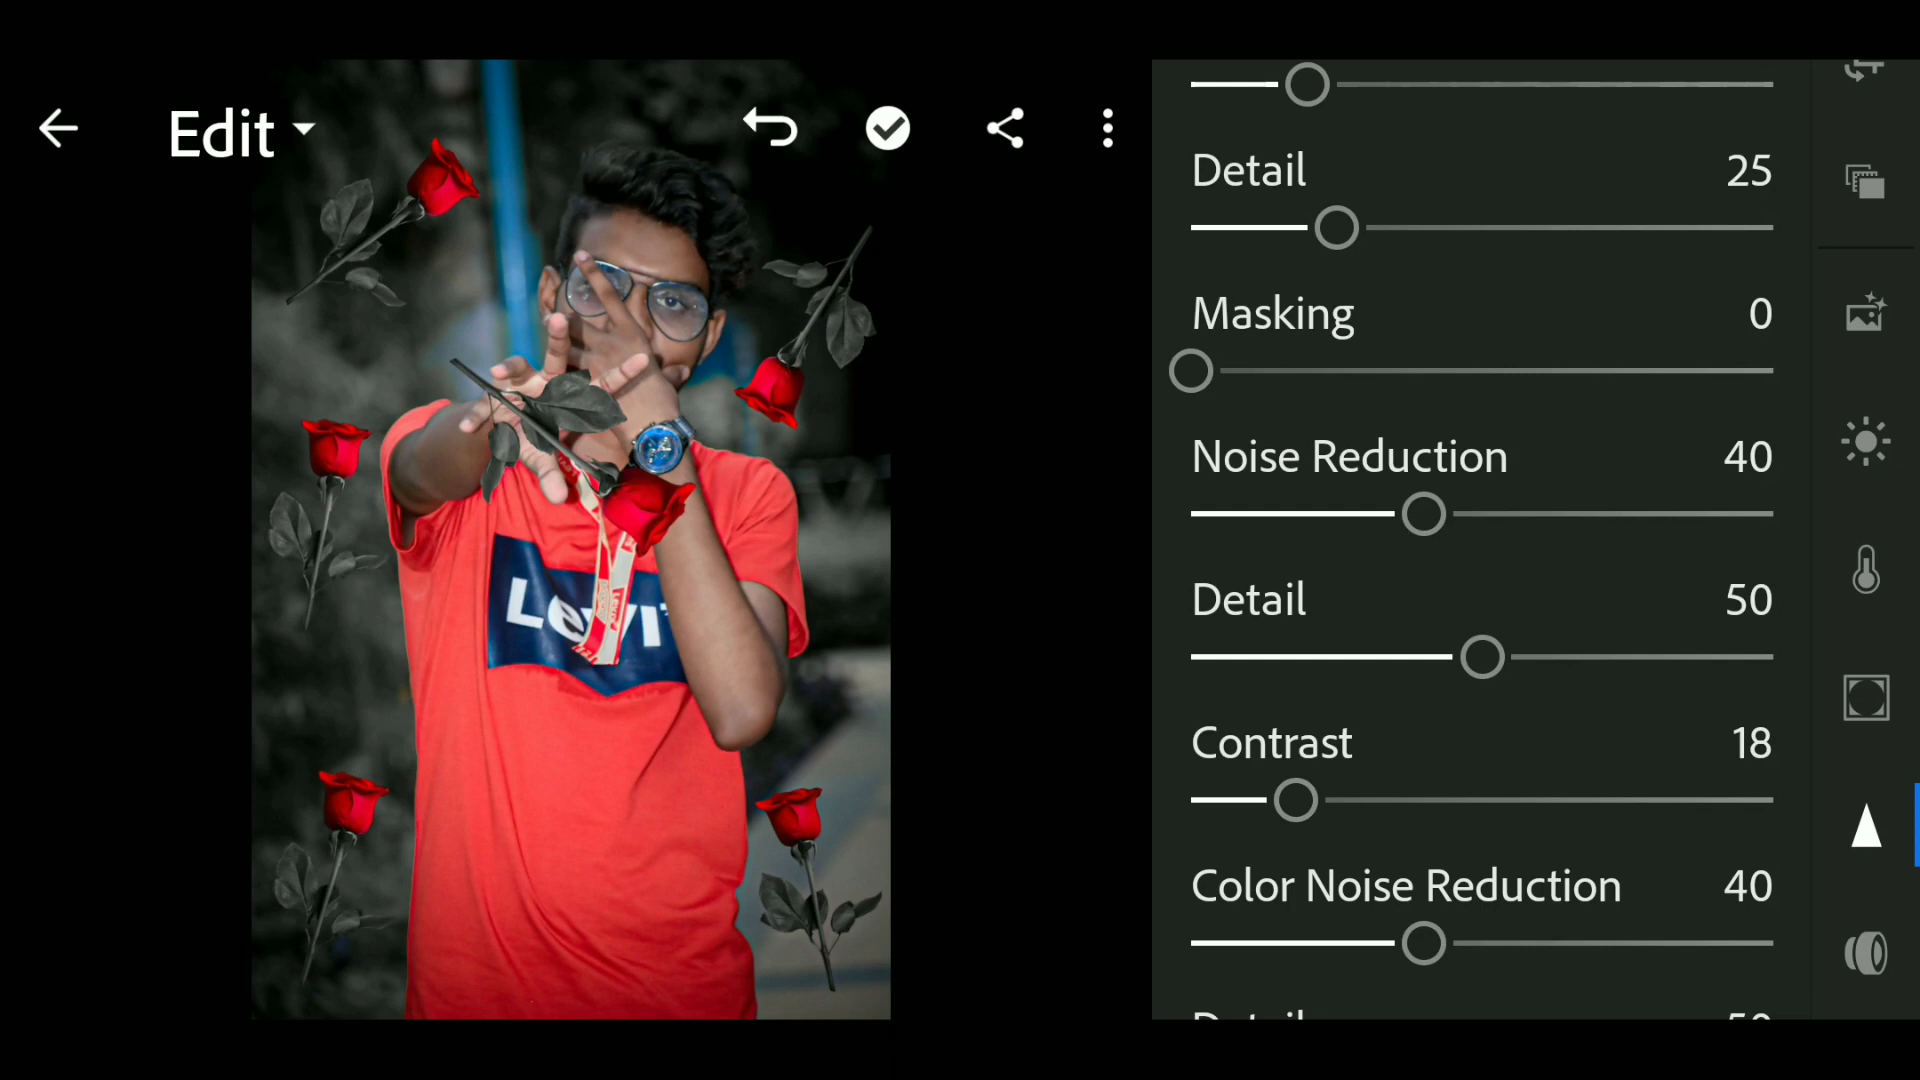 Edit
Detail 25
Masking 0
Noise Reduction 40
Detail 50
Contrast 18
Color Noise Reduction 40